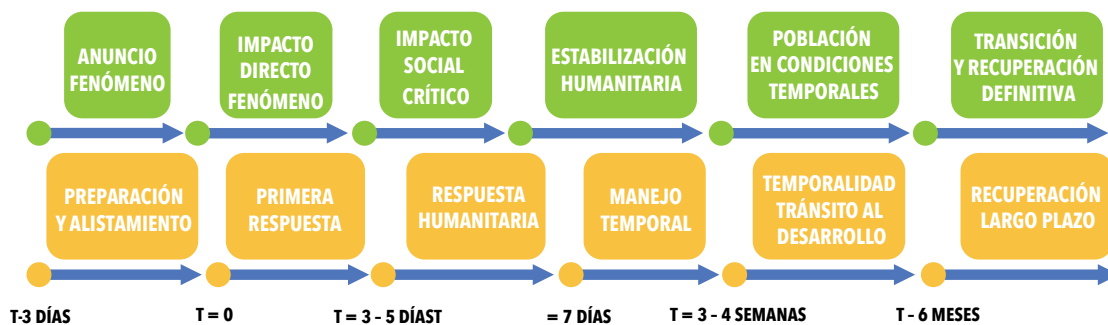 ANUNCIO
FENÓMENO
IMPACTO
DIRECTO
FENÓMENO
IMPACTO
SOCIAL
CRÍTICO
ESTABILIZACIÓN
HUMANITARIA
POBLACIÓN
EN CONDICIONES
TEMPORALES
TRANSICIÓN
Y RECUPERACIÓN
DEFINITIVA
PREPARACIÓN
Y ALISTAMIENTO
PRIMERA
RESPUESTA
RESPUESTA
HUMANITARIA
MANEJO
TEMPORAL
TEMPORALIDAD
TRÁNSITO AL
DESARROLLO
RECUPERACIÓN
LARGO PLAZO
T-3 DÍAS
T = 0
T = 3 – 5 DÍAST
= 7 DÍAS
T = 3 – 4 SEMANAS
T – 6 MESES